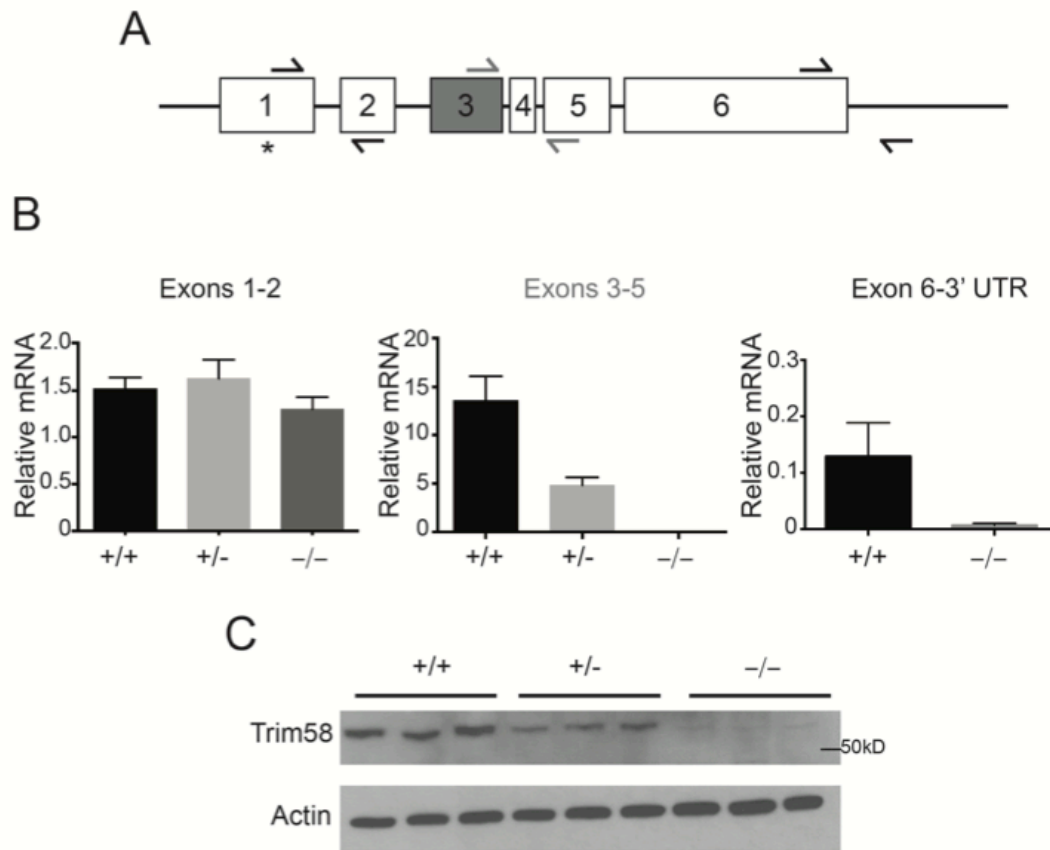 A
1 2 3 4 5 6
*
B
Exons 1-2 Exons 3-5 Exon 6-3' UTR
Relative mRNA
2.0
1.5
1.0
0.5
0
+/+ +/- –/–
Relative mRNA
20
15
10
5
0
+/+ +/- –/–
Relative mRNA
0.3
0.2
0.1
0
+/+ –/–
C
+/+ +/- –/–
Trim58
50kD
Actin